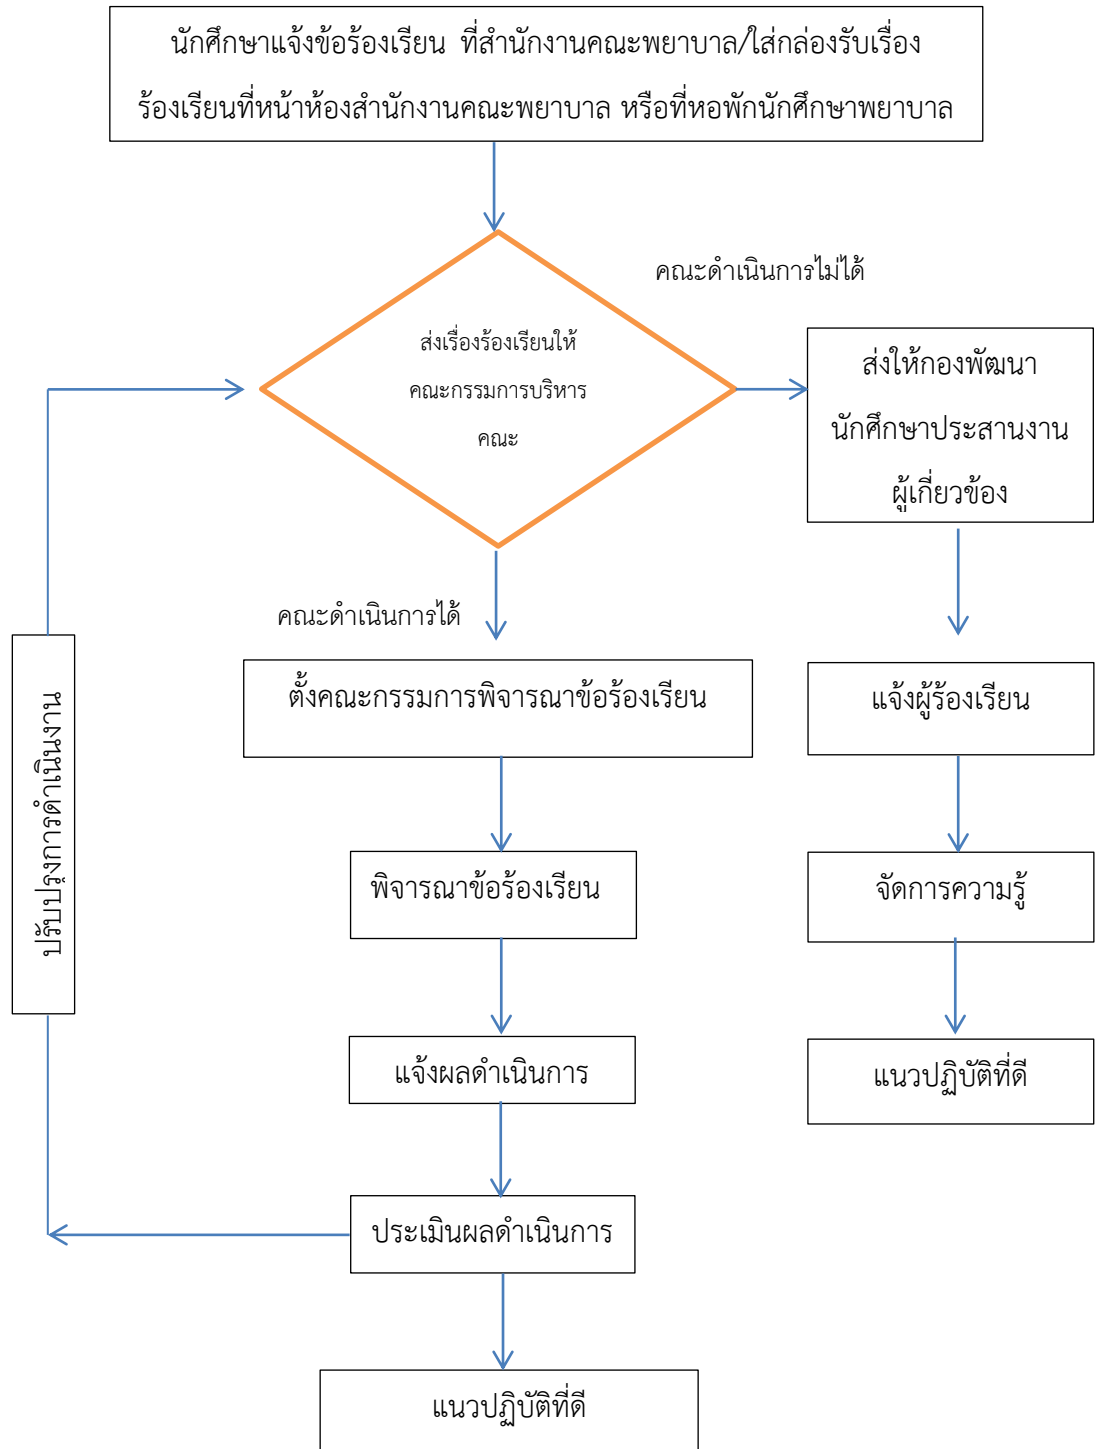 นักศึกษาแจ้งข้อร้องเรียน ที่สำนักงานคณะพยาบาล/ใส่กล่องรับเรื่อง
ร้องเรียนที่หน้าห้องสำนักงานคณะพยาบาล หรือที่หอพักนักศึกษาพยาบาล
คณะดำเนินการไม่ได้
ส่งเรื่องร้องเรียนให้
คณะกรรมการบริหาร
คณะ
ส่งให้กองพัฒนา
นักศึกษาประสานงาน
ผู้เกี่ยวข้อง
คณะดำเนินการได้
ตั้งคณะกรรมการพิจารณาข้อร้องเรียน
แจ้งผู้ร้องเรียน
ปรับปรุงการดำเนินงาน
พิจารณาข้อร้องเรียน
จัดการความรู้
แจ้งผลดำเนินการ
แนวปฏิบัติที่ดี
ประเมินผลดำเนินการ
แนวปฏิบัติที่ดี